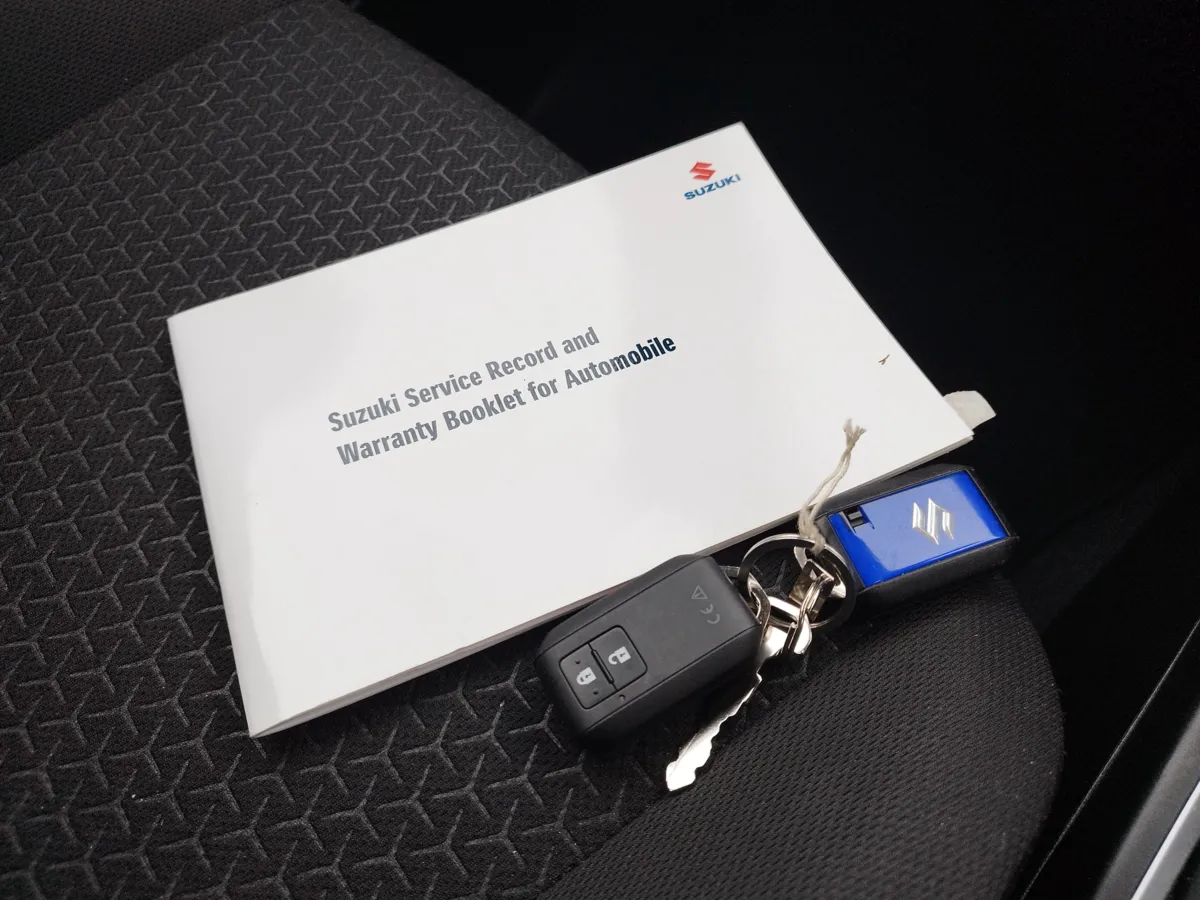 SUZUKI
Suzuki Service Record and
Warranty Booklet for Automobile
CE